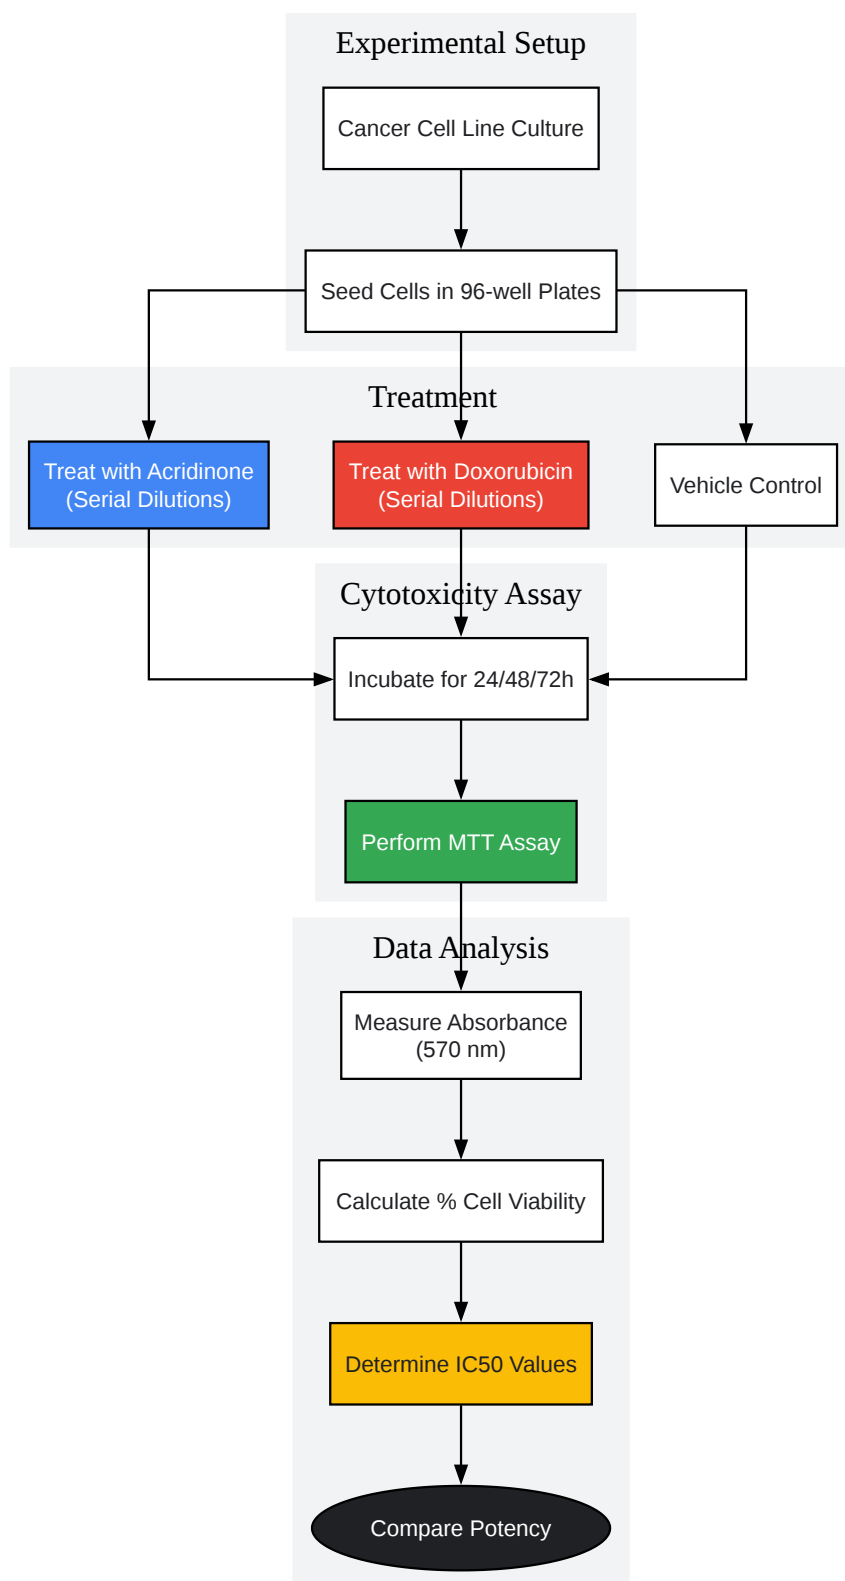 Experimental Setup
Cancer Cell Line Culture
Seed Cells in 96-well Plates
Treatment
Treat with Acridinone
(Serial Dilutions)
Treat with Doxorubicin
(Serial Dilutions)
Vehicle Control
Cytotoxicity Assay
Incubate for 24/48/72h
Perform MTT Assay
Data Analysis
Measure Absorbance
(570 nm)
Calculate % Cell Viability
Determine IC50 Values
Compare Potency